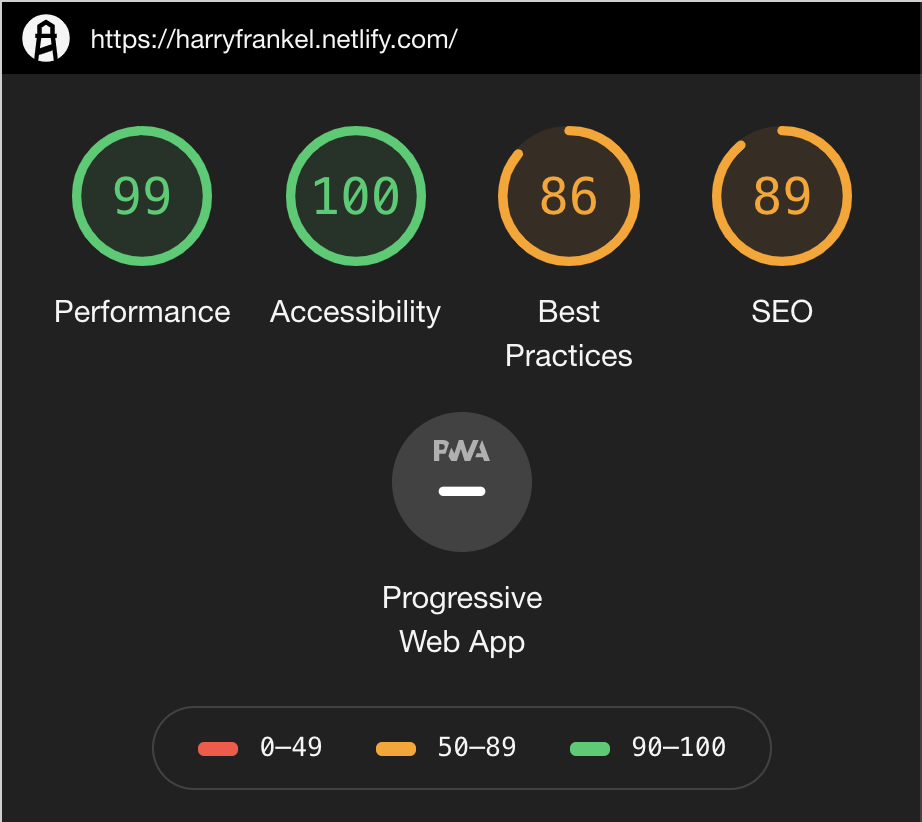 https://harryfrankel.netlify.com/
99 100 86 89
Performance Accessibility Best Practices SEO
PWA
Progressive
Web App
0–49 50–89 90–100